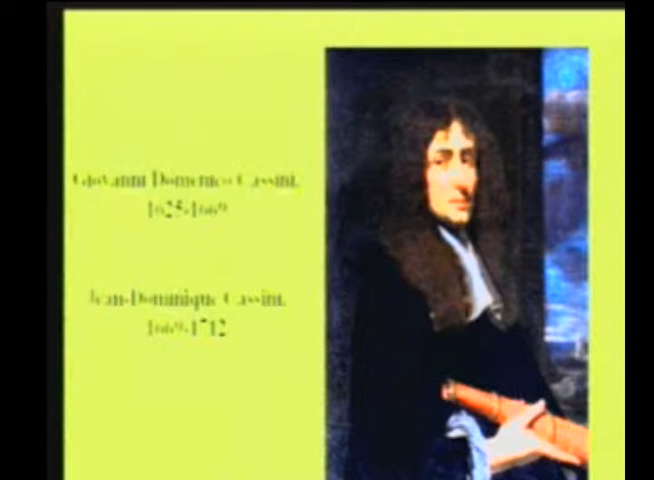 Giovanni Domenico Cassini,
1625-1669
Jean-Dominique Cassini,
1669-1712